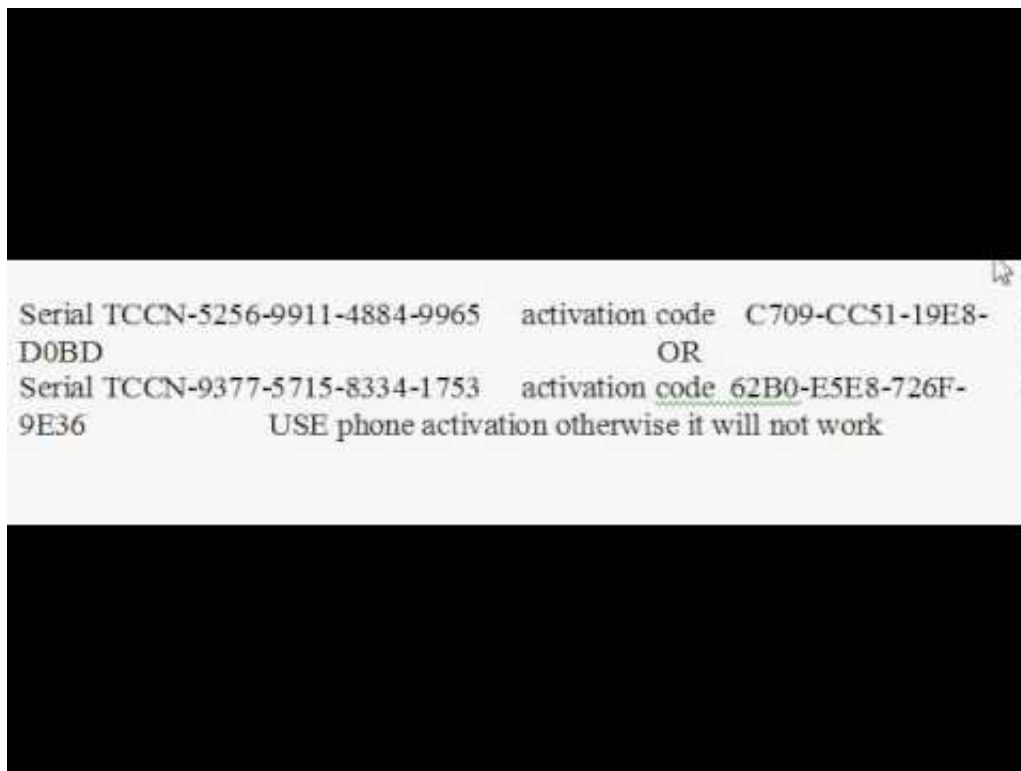 Serial TCCN-5256-9911-4884-9965 activation code C709-CC51-19E8-
D0BD OR
Serial TCCN-9377-5715-8334-1753 activation code 62B0-E5E8-726F-
9E36 USE phone activation otherwise it will not work